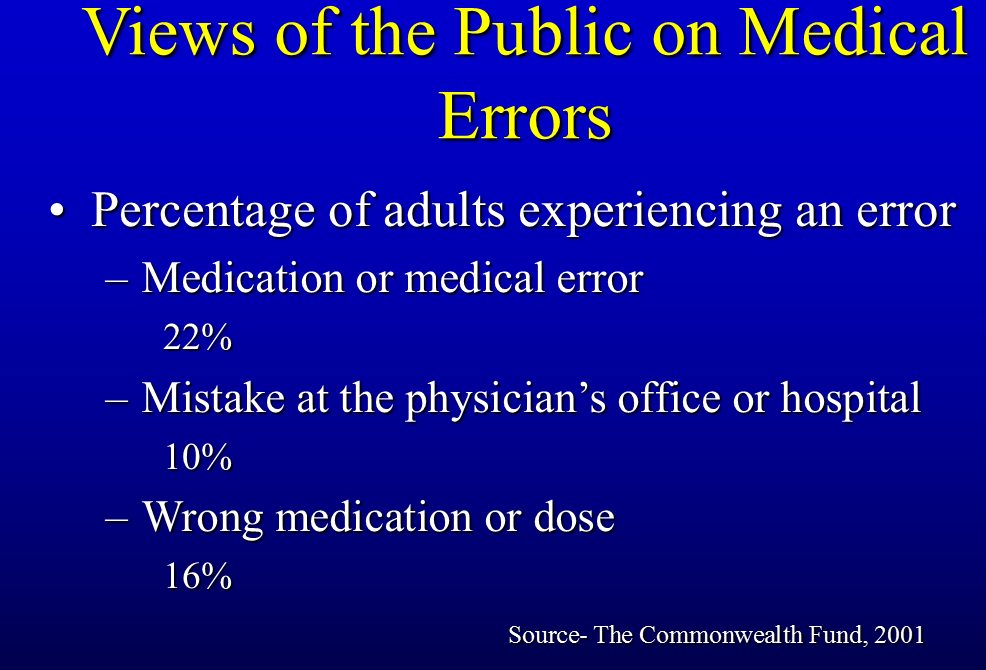 Views of the Public on Medical
Errors
• Percentage of adults experiencing an error
– Medication or medical error
22%
– Mistake at the physician’s office or hospital
10%
– Wrong medication or dose
16%
Source- The Commonwealth Fund, 2001